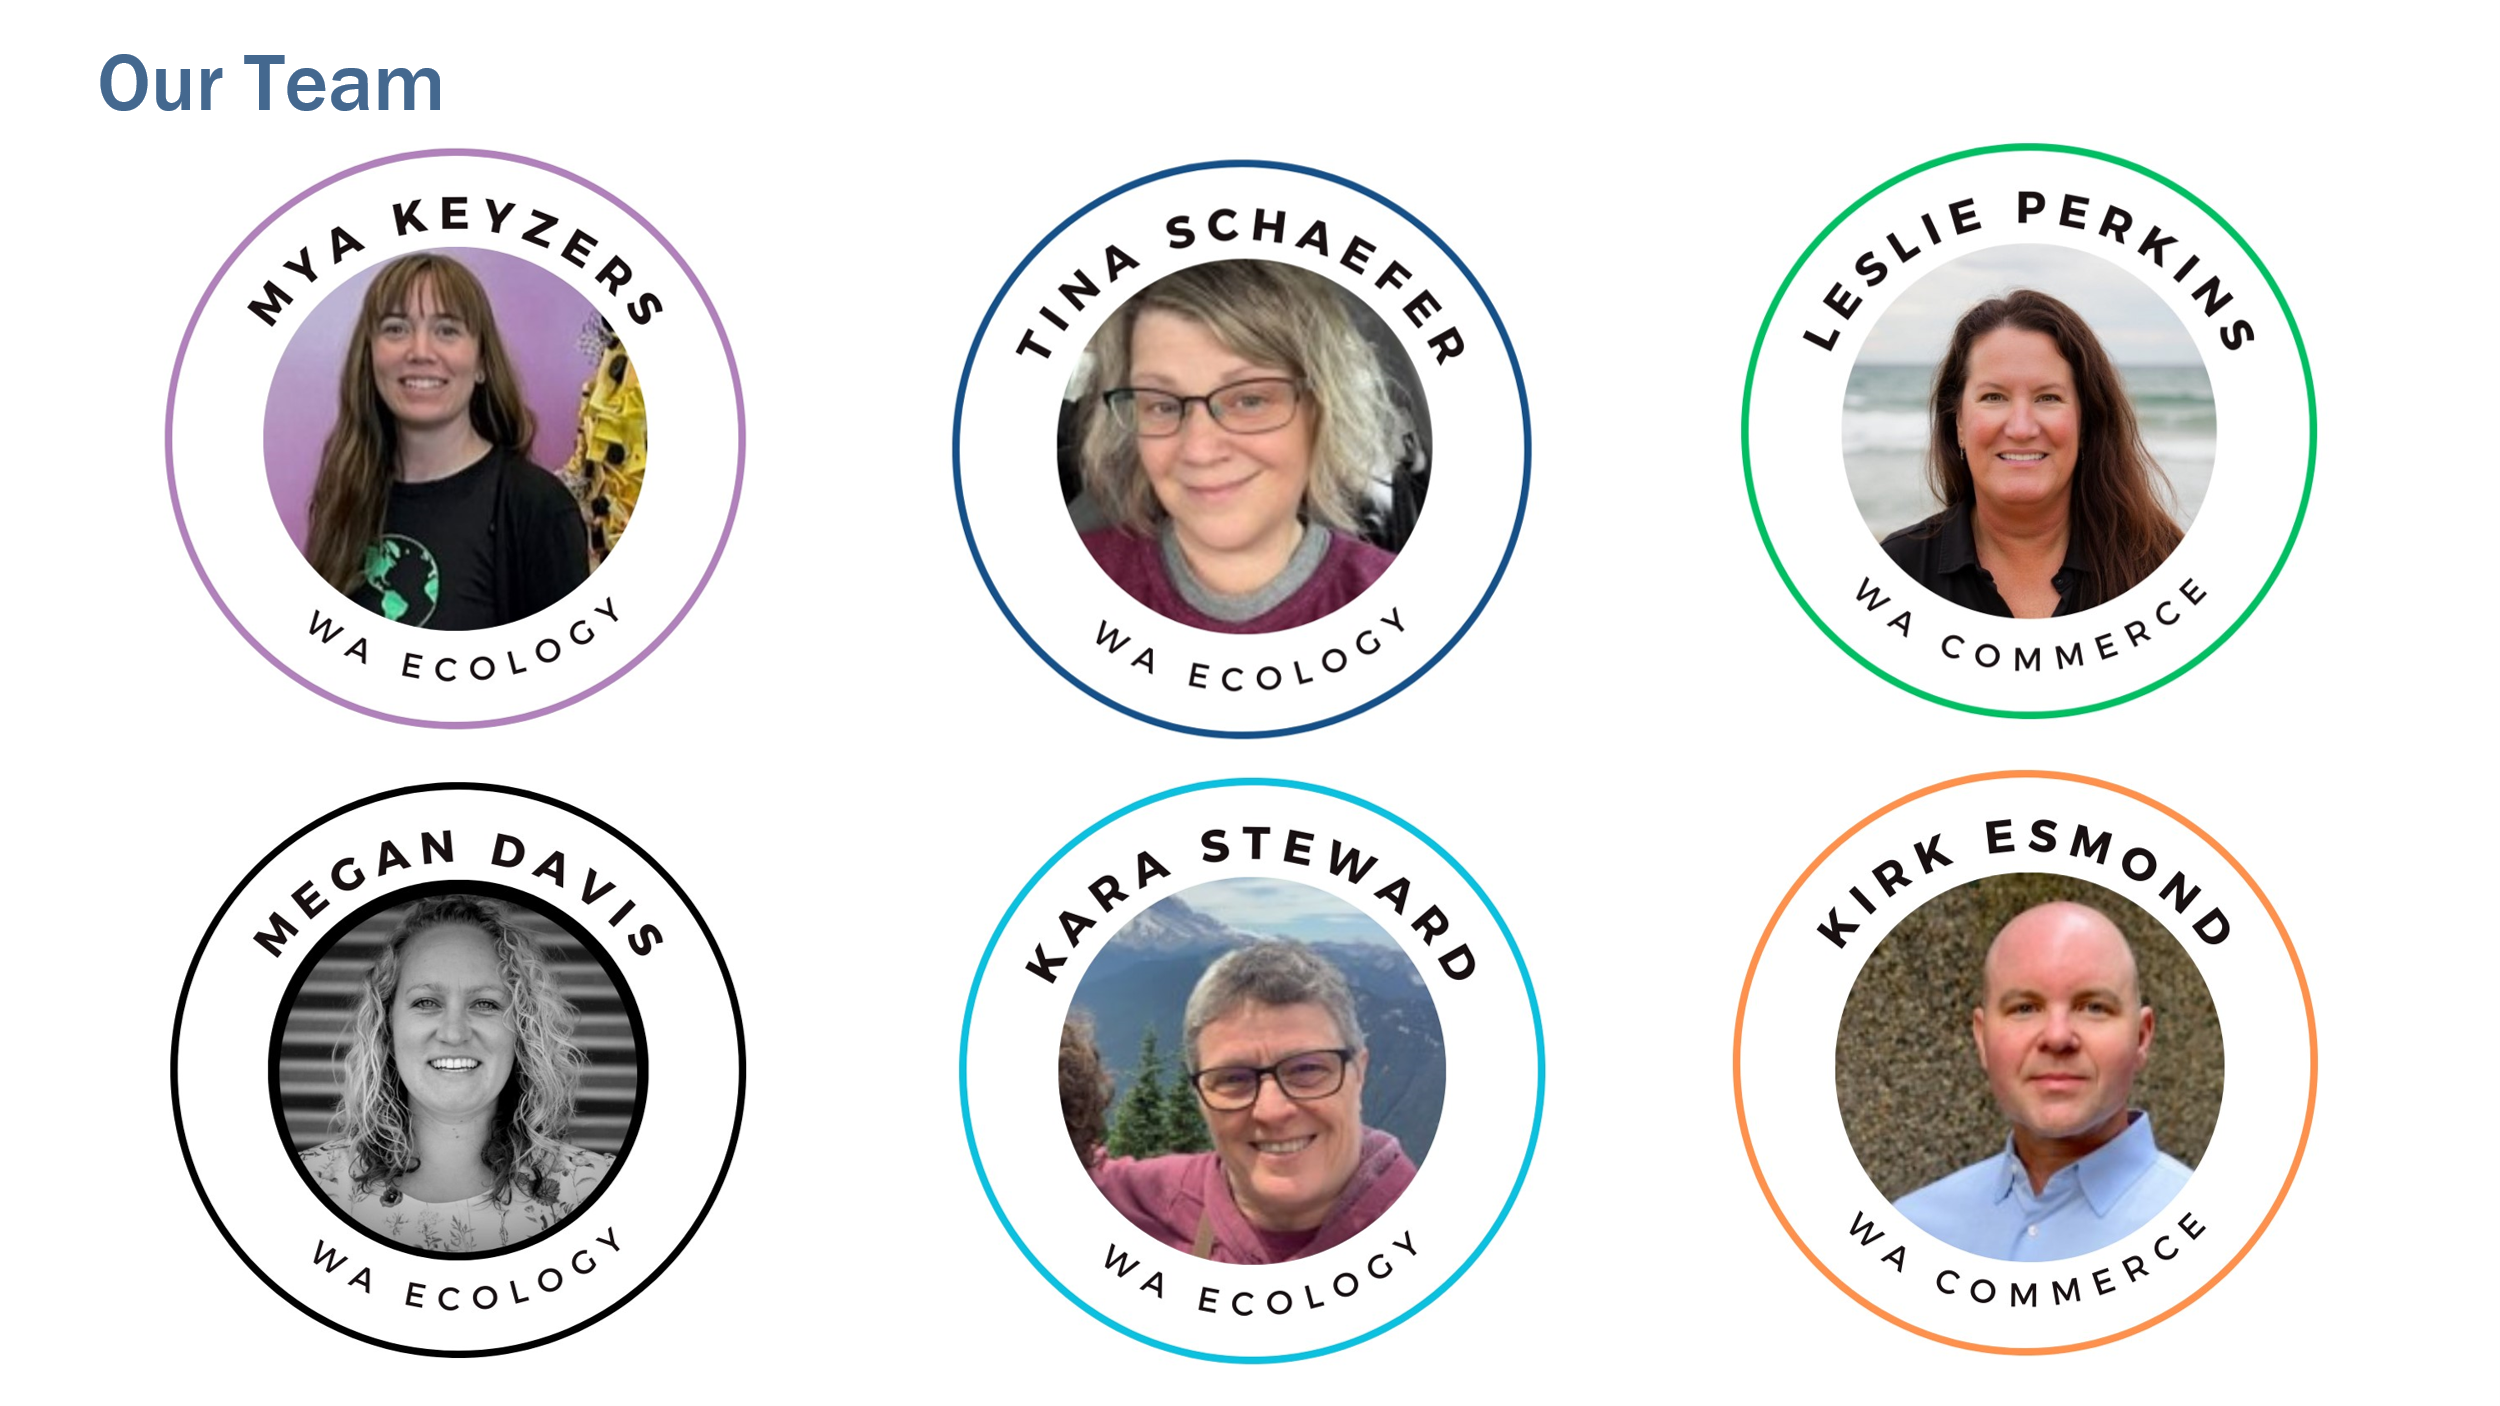 Our Team
MYA KEYZERS
WA ECOLOGY
TINA SCHAEFER
WA ECOLOGY
LESLIE PERKINS
WA COMMERCE
MEGAN DAVIS
WA ECOLOGY
KARA STEWARD
WA ECOLOGY
KIRK ESMOND
WA COMMERCE